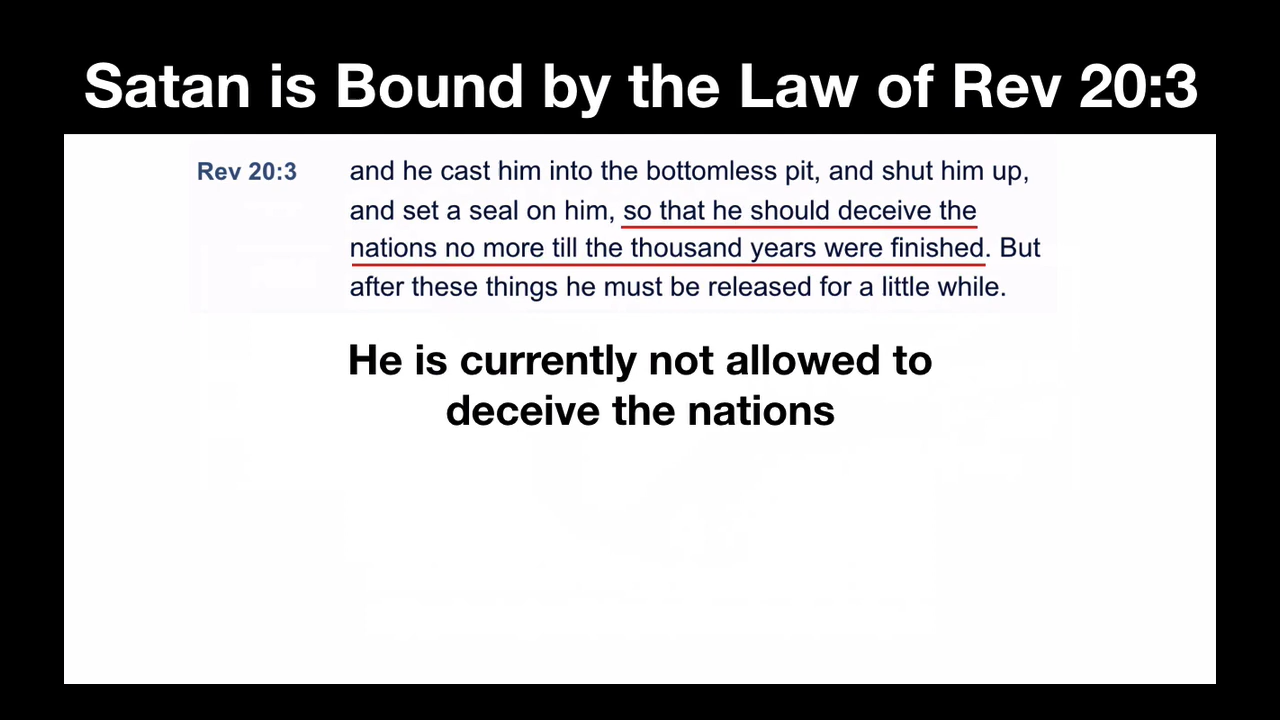 Satan is Bound by the Law of Rev 20:3
Rev 20:3 and he cast him into the bottomless pit, and shut him up,
and set a seal on him, so that he should deceive the
nations no more till the thousand years were finished. But
after these things he must be released for a little while.
He is currently not allowed to
deceive the nations